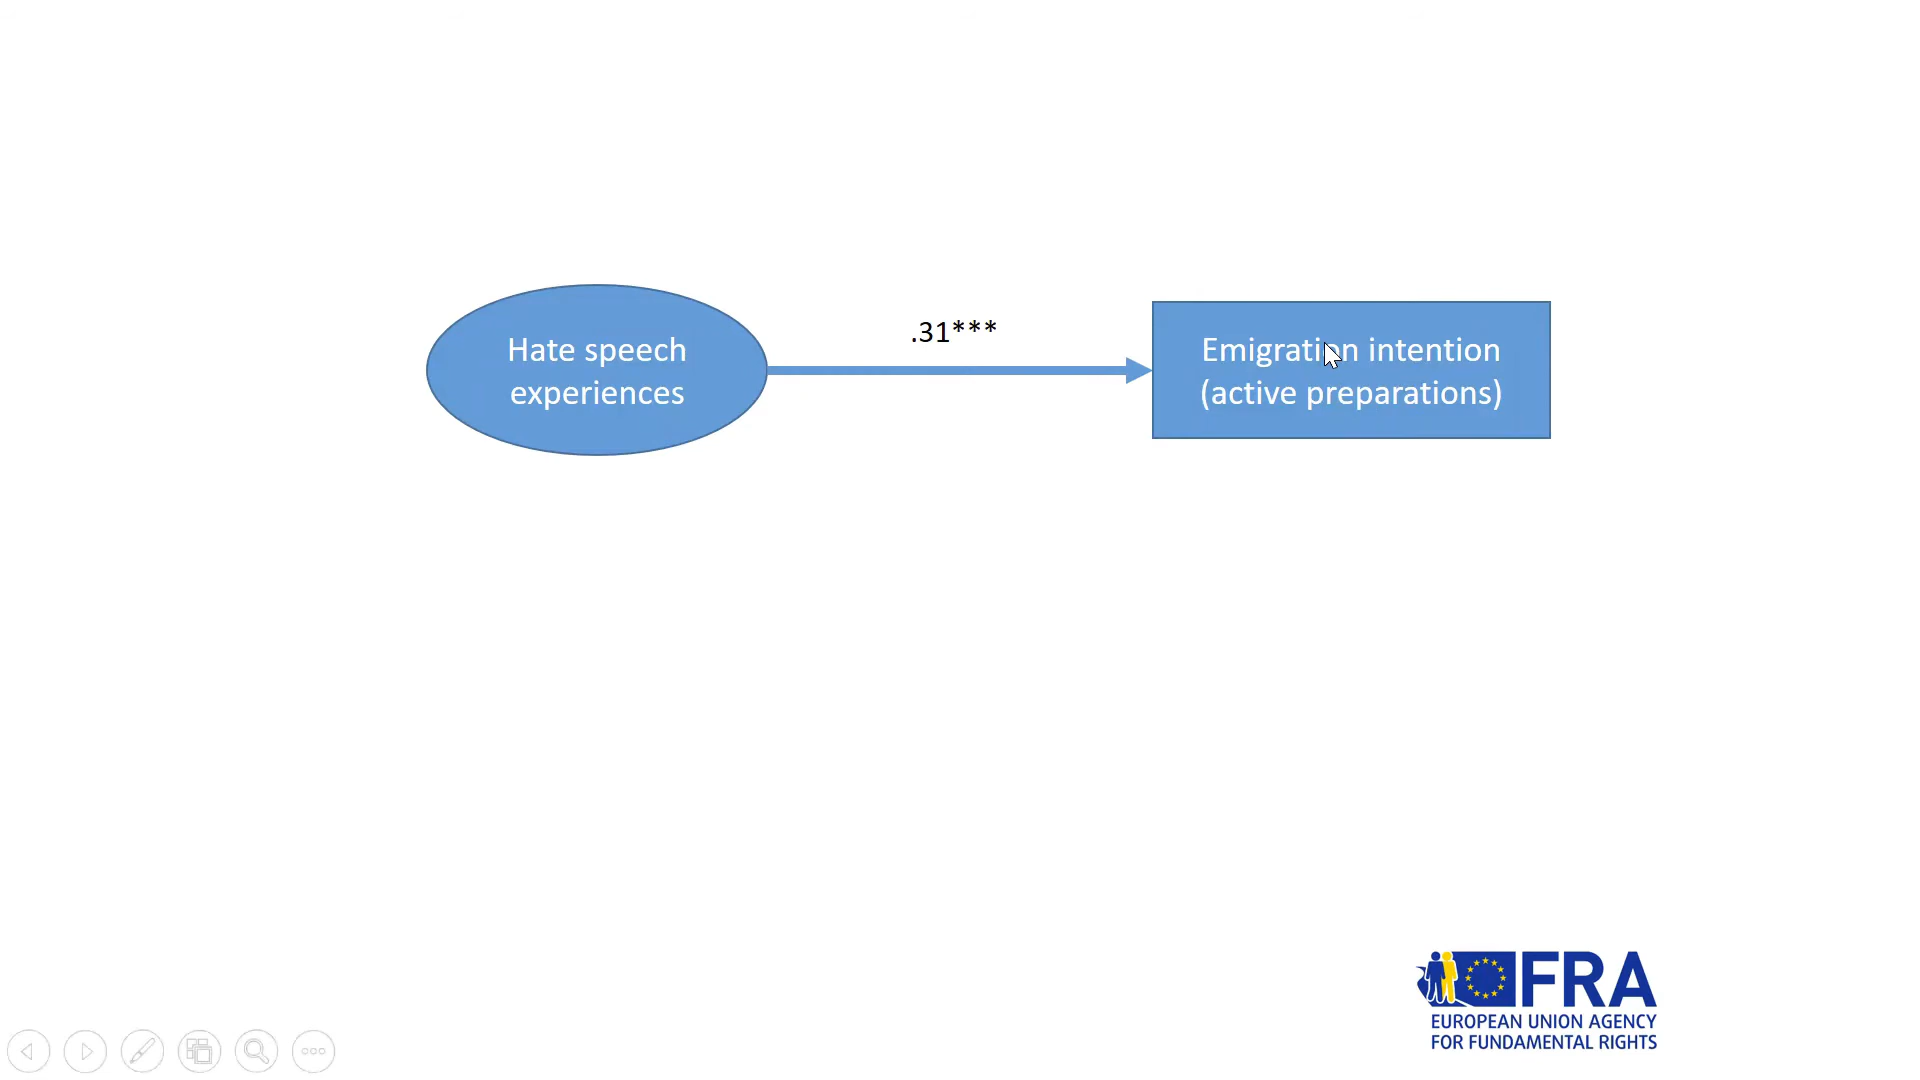 Hate speech
experiences
.31***
Emigration intention
(active preparations)
FRA
EUROPEAN UNION AGENCY
FOR FUNDAMENTAL RIGHTS